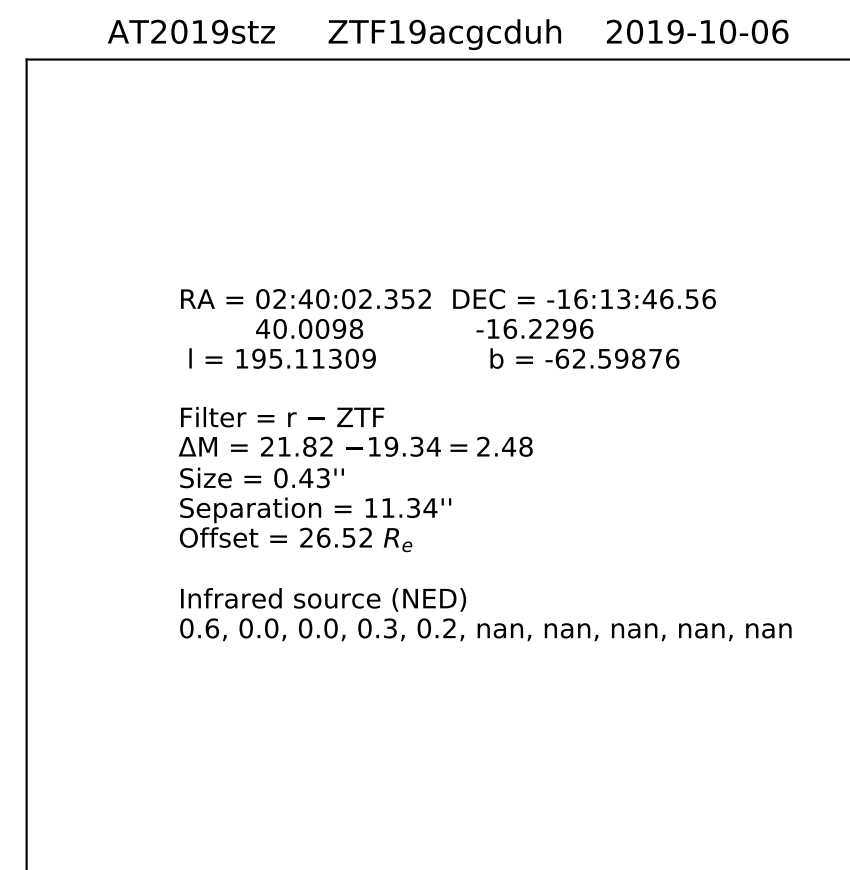 AT2019stz ZTF19acgcduh 2019-10-06
RA = 02:40:02.352 DEC = -16:13:46.56
40.0098 -16.2296
l = 195.11309 b = -62.59876
Filter = r − ZTF
ΔM = 21.82 −19.34 = 2.48
Size = 0.43''
Separation = 11.34''
Offset = 26.52 Rₑ
Infrared source (NED)
0.6, 0.0, 0.0, 0.3, 0.2, nan, nan, nan, nan, nan